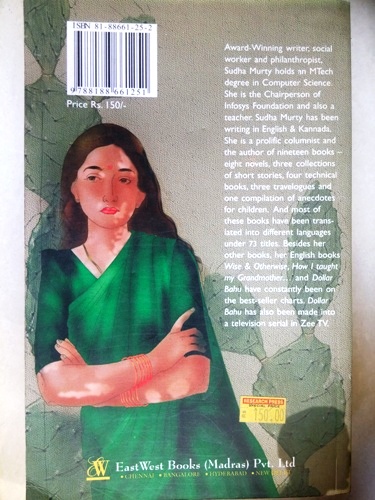 ISBN 81-88661-25-2
9 788188 661251
Price Rs. 150/-
Award-Winning writer, social
worker and philanthropist,
Sudha Murty holds nn MTech
degree in Computer Science.
She is the Chairperson of
Infosys Foundation and also a
teacher. Sudha Murty has been
writing in English & Kannada.
She is a prolific columnist and
the author of nineteen books –
eight novels, three collections
of short stories, four technical
books, three travelogues and
one compilation of anecdotes
for children. And most of
these books have been trans-
lated into different languages
under 73 titles. Besides her
other books, her English books
Wise & Otherwise, How I taught
my Grandmother... and Dollar
Bahu have constantly been on
the best-seller charts. Dollar
Bahu has also been made into
a television serial in Zee TV.
RESEARCH PRESS
150.00
EW
EastWest Books (Madras) Pvt. Ltd
• CHENNAI • BANGALORE • HYDERABAD • NEW DELHI